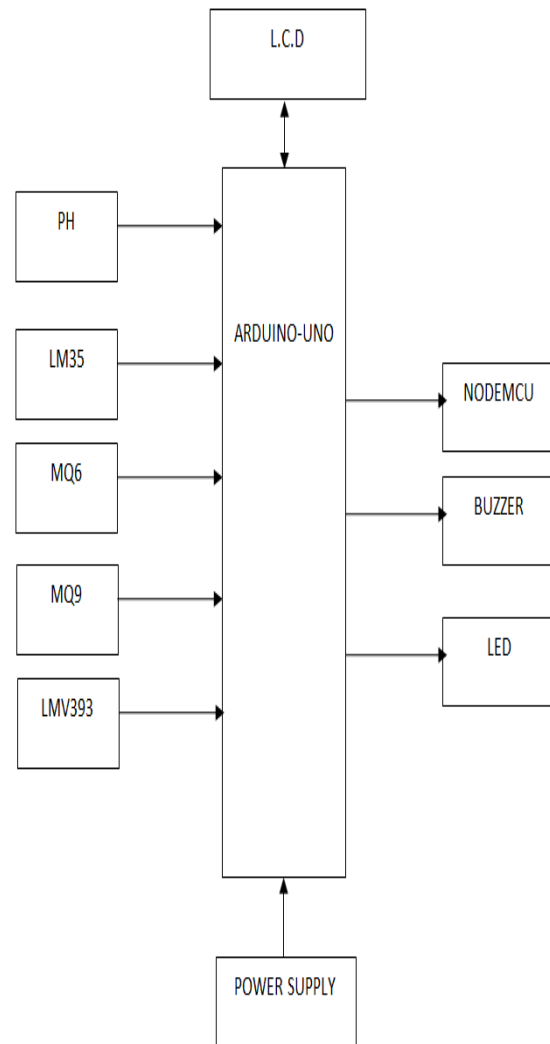 L.C.D
PH
ARDUINO-UNO
LM35
NODEMCU
MQ6
BUZZER
MQ9
LED
LMV393
POWER SUPPLY